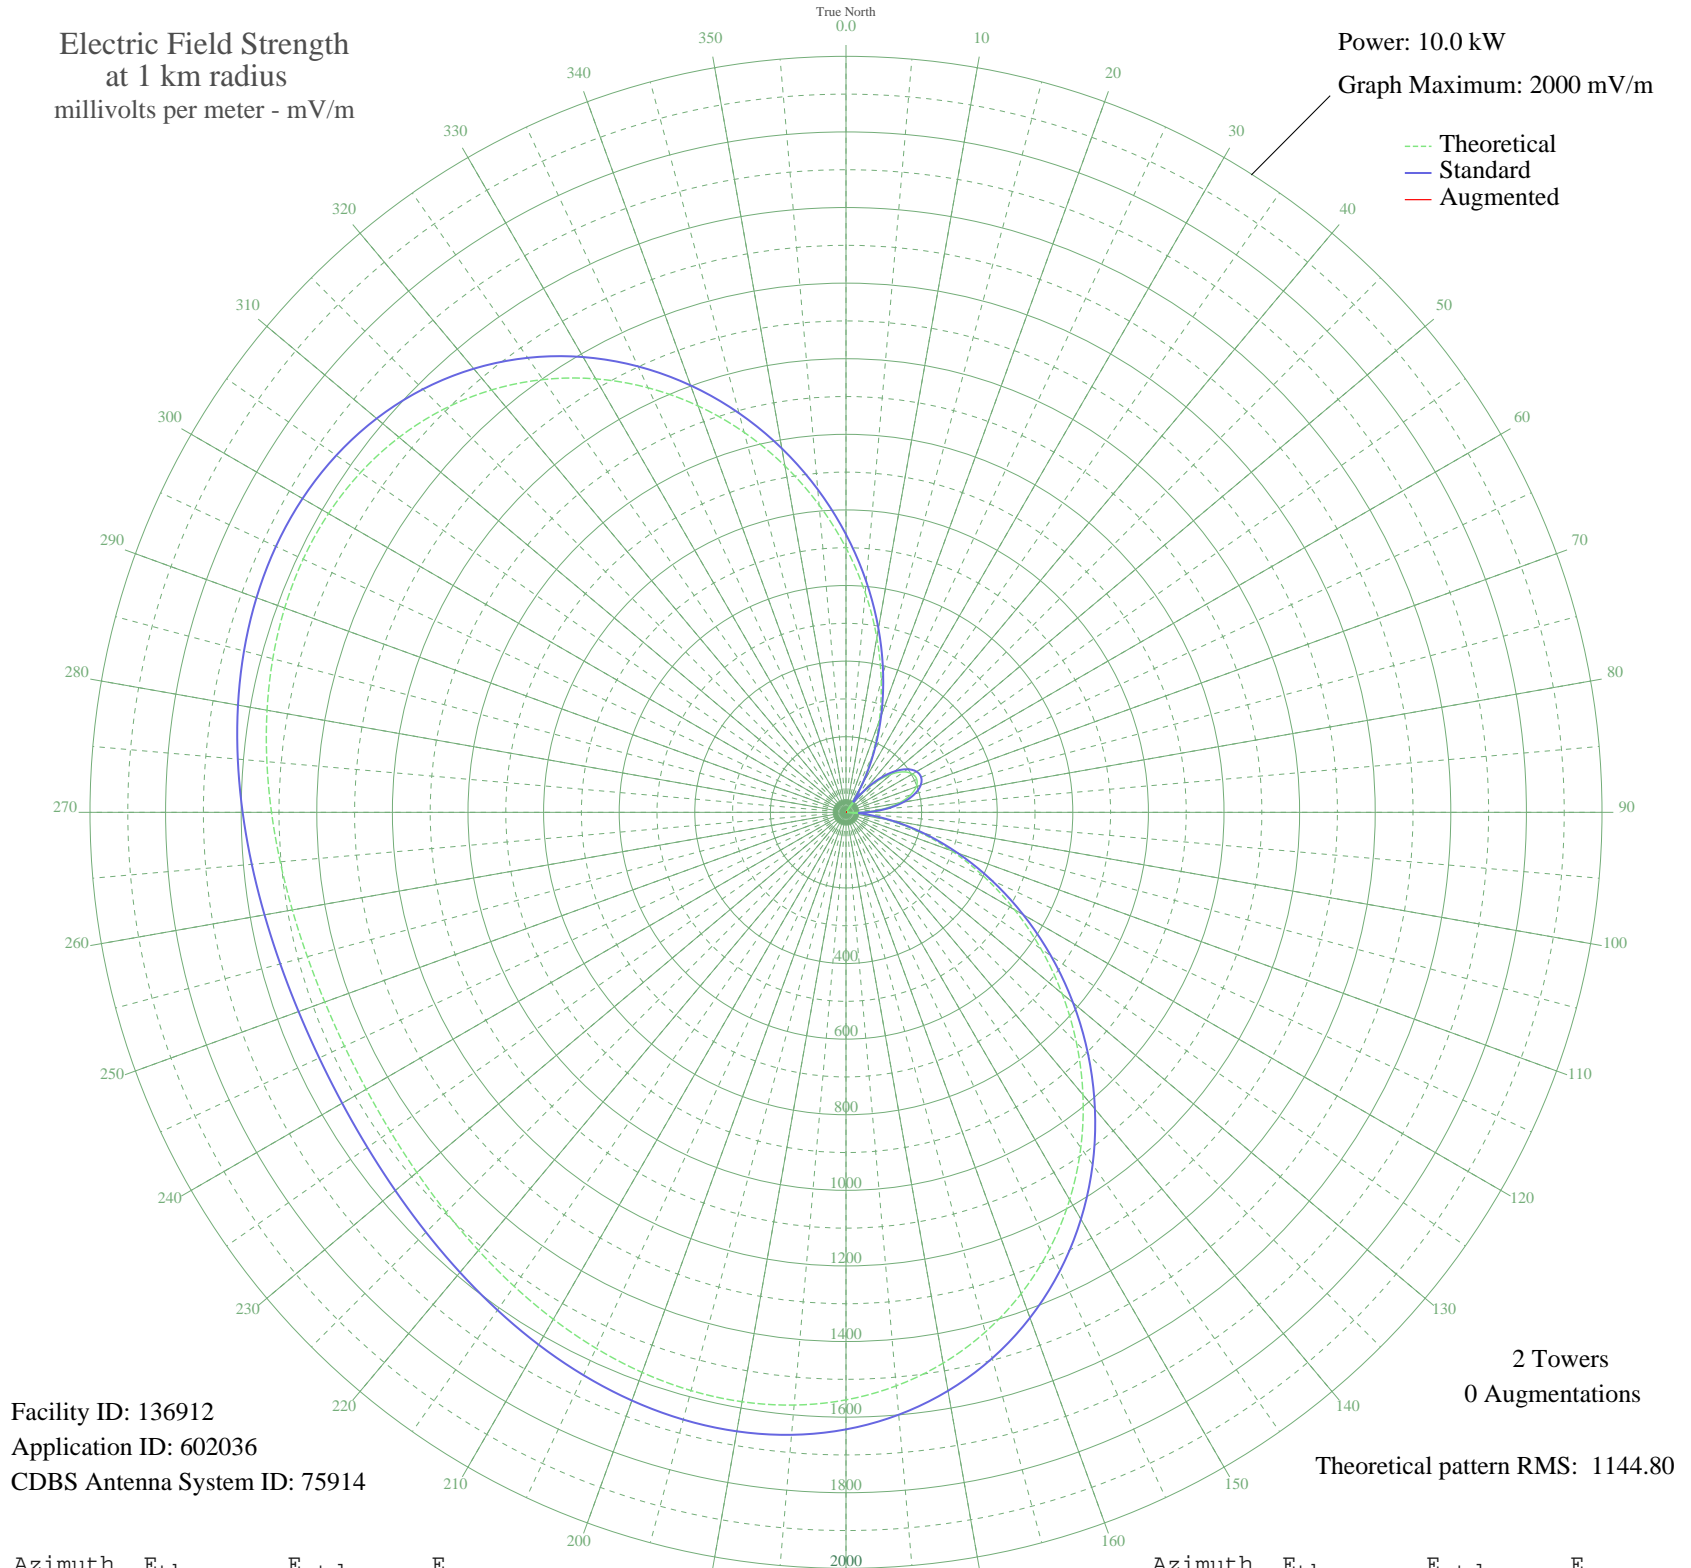 True North
0.0
Electric Field Strength
at 1 km radius
millivolts per meter - mV/m
Power: 10.0 kW
Graph Maximum: 2000 mV/m
Theoretical
Standard
Augmented
350
10
340
20
330
30
320
40
310
50
300
60
290
70
280
80
270
90
260
100
250
110
240
120
230
130
220
140
210
150
200
160
400
600
800
1000
1200
1400
1600
1800
2000
2 Towers
0 Augmentations
Theoretical pattern RMS: 1144.80
Facility ID: 136912
Application ID: 602036
CDBS Antenna System ID: 75914
Azimuth E E E
Azimuth E E E